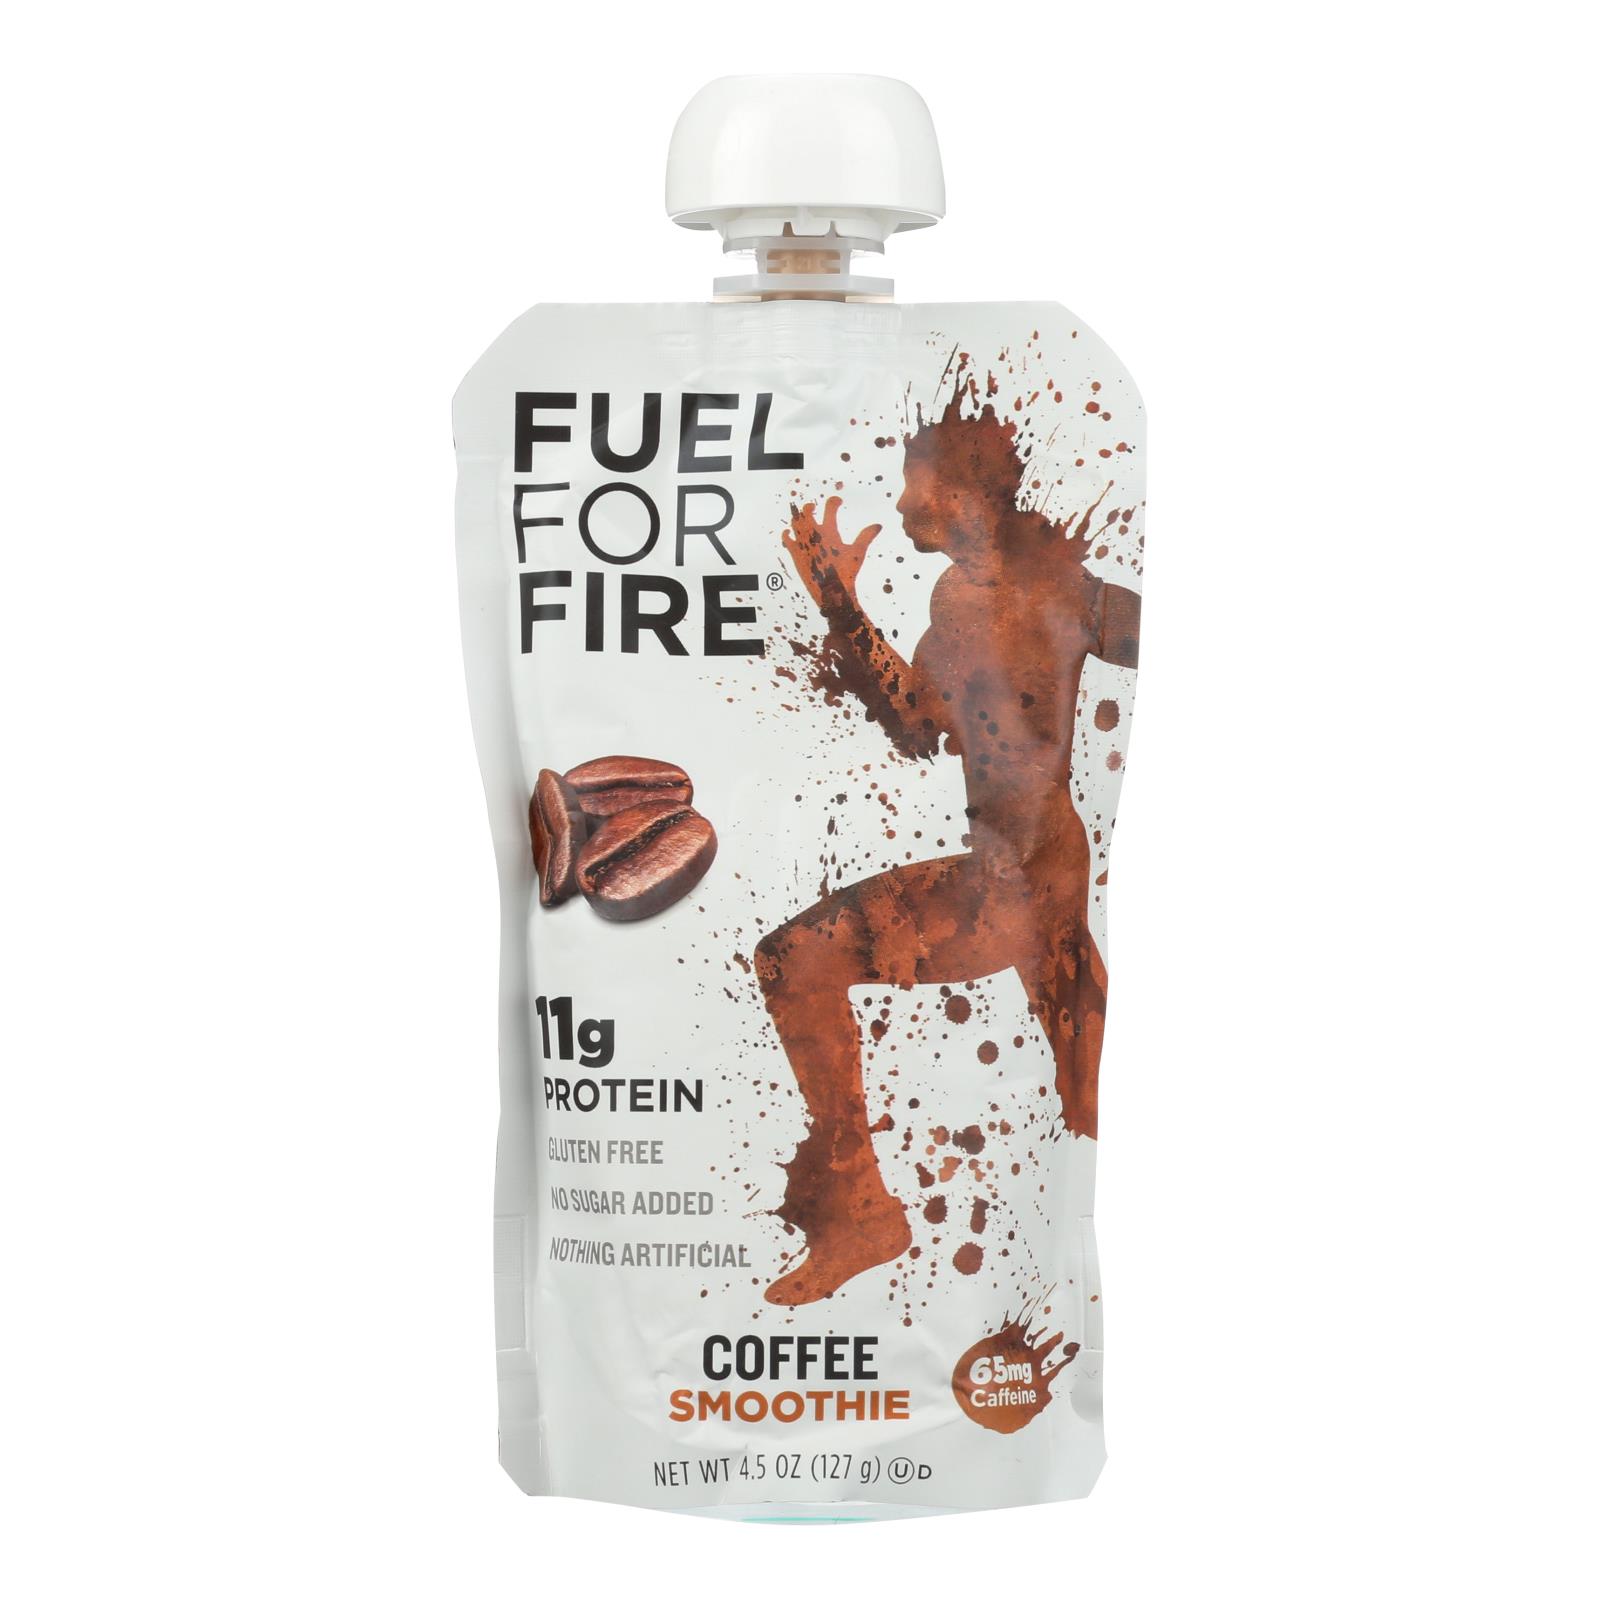 FUEL
FOR
FIRE®
11g
PROTEIN
GLUTEN FREE
NO SUGAR ADDED
NOTHING ARTIFICIAL
COFFEE
SMOOTHIE
65mg
Caffeine
NET WT 4.5 OZ (127 g) Ⓤ D